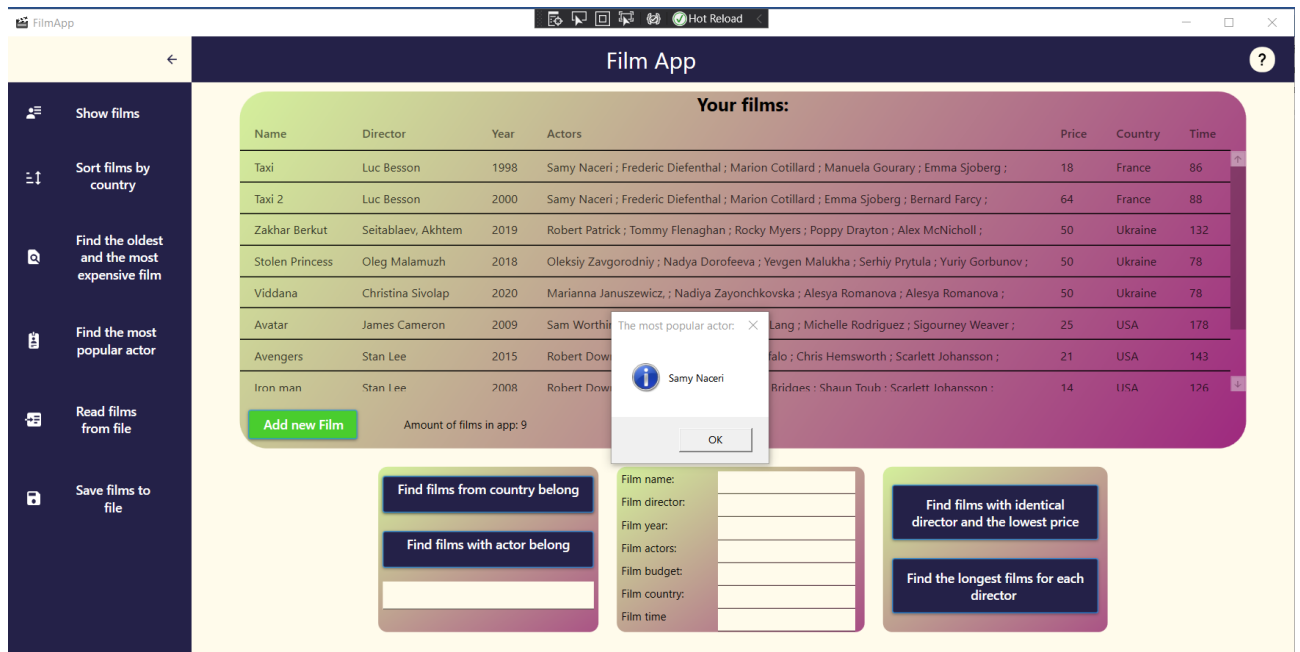 FilmApp
Hot Reload
Film App
?
Show films
Sort films by
country
Find the oldest
and the most
expensive film
Find the most
popular actor
Read films
from file
Save films to
file
Your films:
Name Director Year Actors Price Country Time
Taxi Luc Besson 1998 Samy Naceri ; Frederic Diefenthal ; Marion Cotillard ; Manuela Gourary ; Emma Sjoberg ; 18 France 86
Taxi 2 Luc Besson 2000 Samy Naceri ; Frederic Diefenthal ; Marion Cotillard ; Emma Sjoberg ; Bernard Farcy ; 64 France 88
Zakhar Berkut Seitablaev, Akhtem 2019 Robert Patrick ; Tommy Flenaghan ; Rocky Myers ; Poppy Drayton ; Alex McNicholl ; 50 Ukraine 132
Stolen Princess Oleg Malamuzh 2018 Oleksiy Zavgorodniy ; Nadya Dorofeeva ; Yevgen Malukha ; Serhiy Prytula ; Yuriy Gorbunov ; 50 Ukraine 78
Viddana Christina Sivolap 2020 Marianna Januszewicz, ; Nadiya Zayonchkovska ; Alesya Romanova ; Alesya Romanova ; 50 Ukraine 78
Avatar James Cameron 2009 Sam Lang ; Michelle Rodriguez ; Sigourney Weaver ; 25 USA 178
Avengers Stan Lee 2015 Robert ; Chris Hemsworth ; Scarlett Johansson ; 21 USA 143
Iron man Stan Lee 2008 Robert Bridges ; Shaun Toub ; Scarlett Johansson ; 14 USA 126
The most popular actor:
Samy Naceri
OK
Add new Film
Amount of films in app: 9
Find films from country belong
Find films with actor belong
Film name:
Film director:
Film year:
Film actors:
Film budget:
Film country:
Film time
Find films with identical
director and the lowest price
Find the longest films for each
director